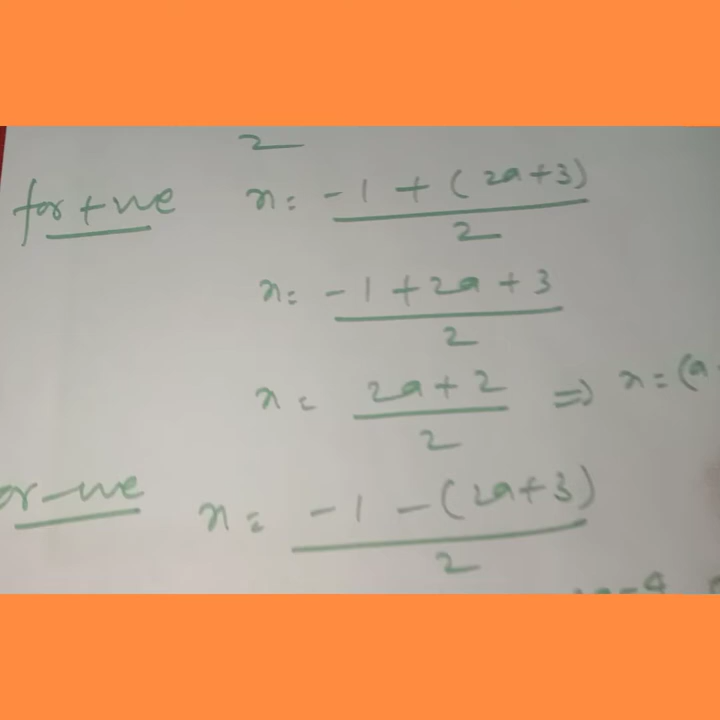 2
for +ve x = -1 + (2a+3)
2
x = -1 + 2a + 3
2
x = 2a + 2 => x = (a
2
or -ve x = -1 - (2a+3)
2
-4